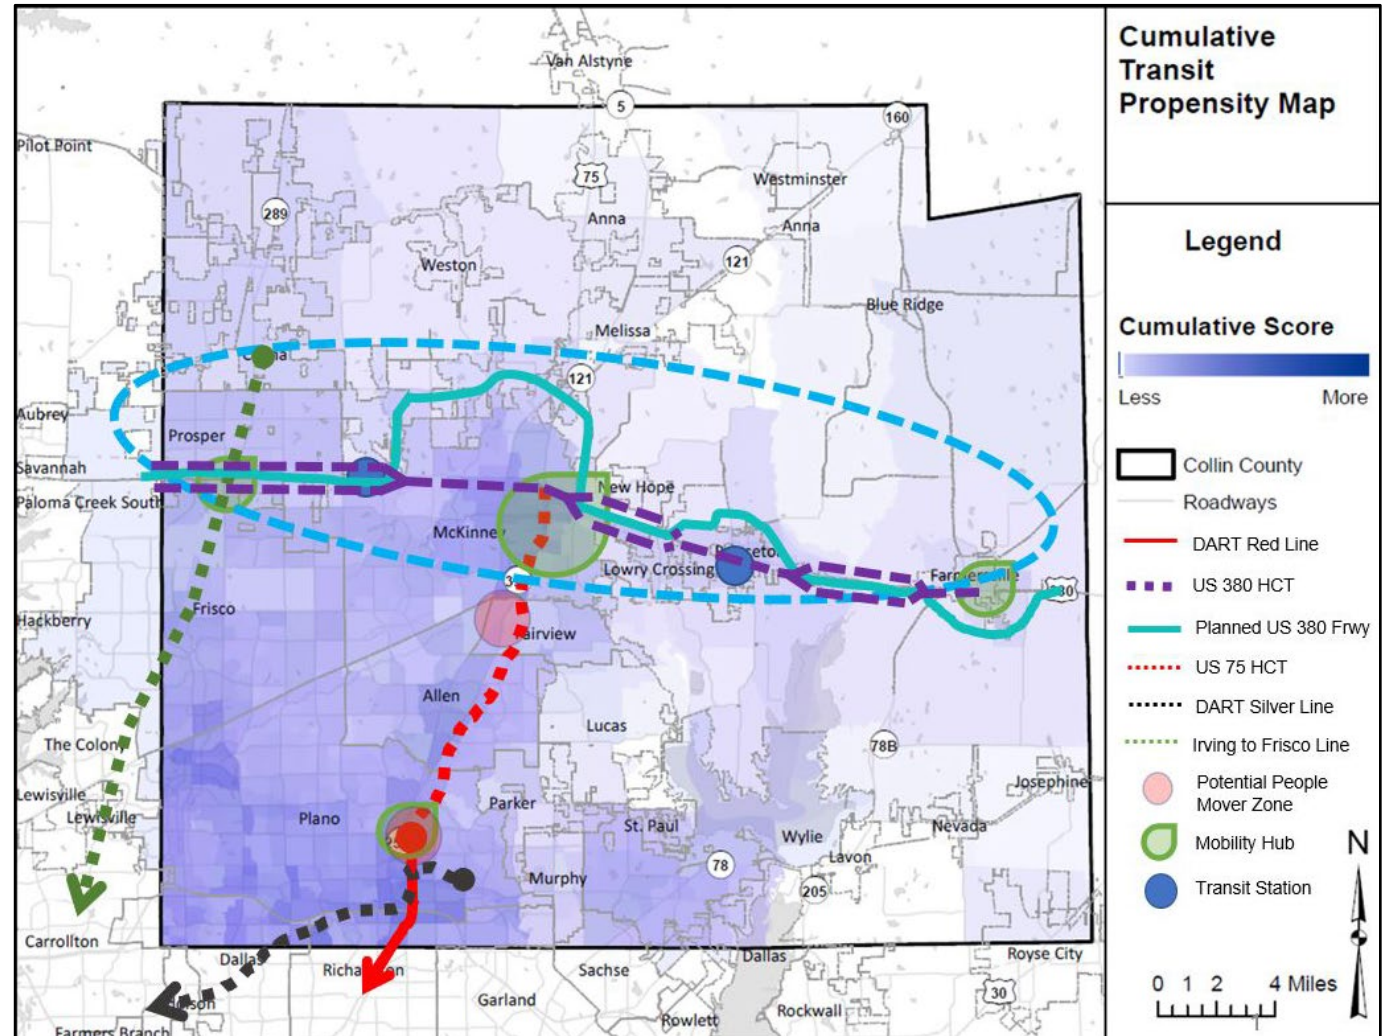 Cumulative
Transit
Propensity Map
Legend
Cumulative Score
Less More
Collin County
Roadways
DART Red Line
US 380 HCT
Planned US 380 Frwy
US 75 HCT
DART Silver Line
Irving to Frisco Line
Potential People
Mover Zone
Mobility Hub
Transit Station
N
0 1 2 4 Miles
Van Alstyne
5
160
Pilot Point
75
Westminster
289
Anna
Anna
121
Weston
Blue Ridge
Melissa
121
Aubrey
Prosper
Savannah
New Hope
Paloma Creek South
McKinney
Lowry Crossing
Farmersville
Frisco
Hackberry
Fairview
Allen
Lucas
The Colony
78B
Josephine
Lewisville
Lewisville
Plano
Parker
St. Paul
Wylie
Nevada
Lavon
78
Murphy
205
Carrollton
Dallas
Sachse
Dallas
Royse City
Garland
Rockwall
30
Rowlett
Farmers Branch